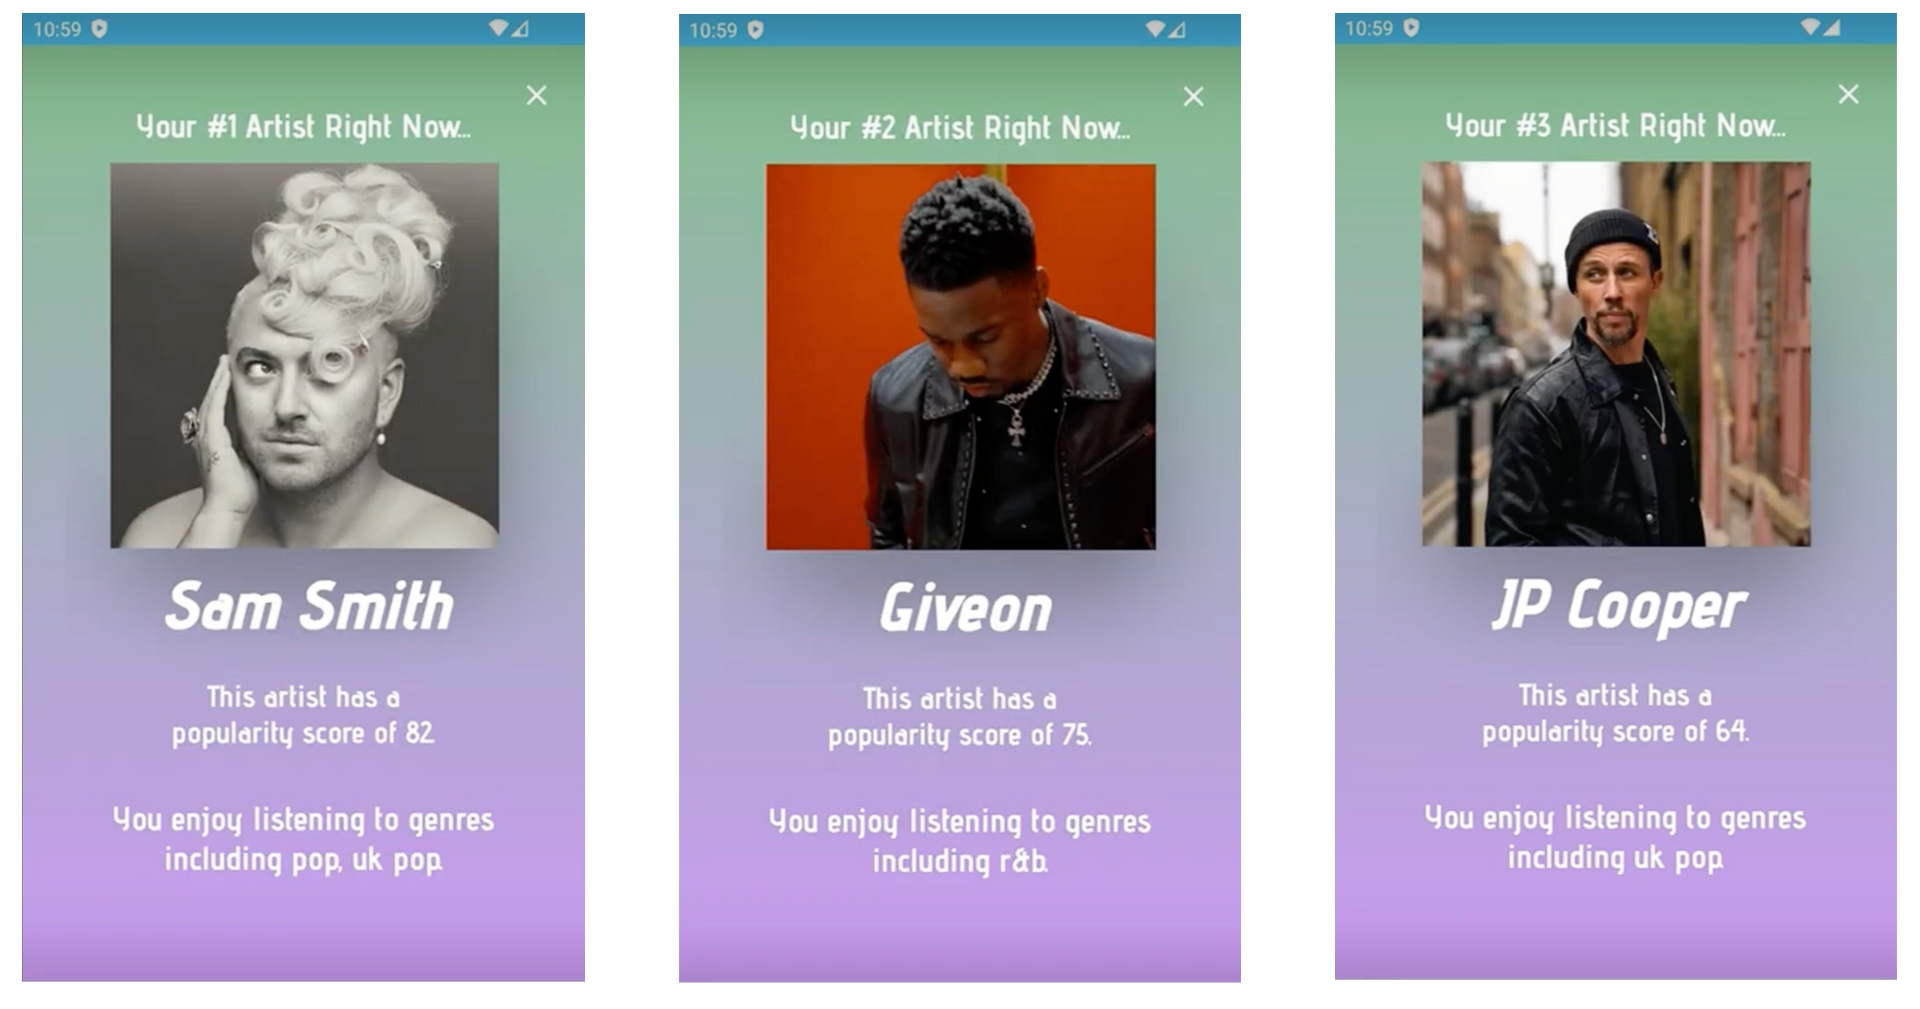 10:59
Your #1 Artist Right Now...
Sam Smith
This artist has a
popularity score of 82.
You enjoy listening to genres
including pop, uk pop.
10:59
Your #2 Artist Right Now...
Giveon
This artist has a
popularity score of 75.
You enjoy listening to genres
including r&b.
10:59
Your #3 Artist Right Now...
JP Cooper
This artist has a
popularity score of 64.
You enjoy listening to genres
including uk pop.